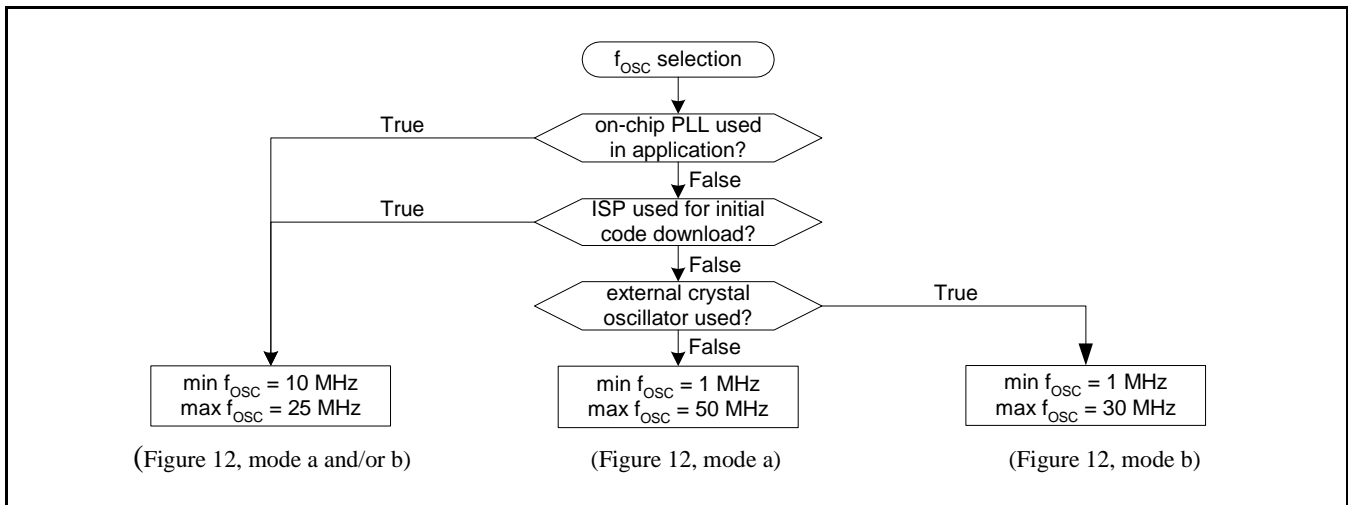 fOSC selection
True
on-chip PLL used
in application?
False
True
ISP used for initial
code download?
False
external crystal
oscillator used?
True
False
min fOSC = 10 MHz
max fOSC = 25 MHz
min fOSC = 1 MHz
max fOSC = 50 MHz
min fOSC = 1 MHz
max fOSC = 30 MHz
(Figure 12, mode a and/or b)
(Figure 12, mode a)
(Figure 12, mode b)